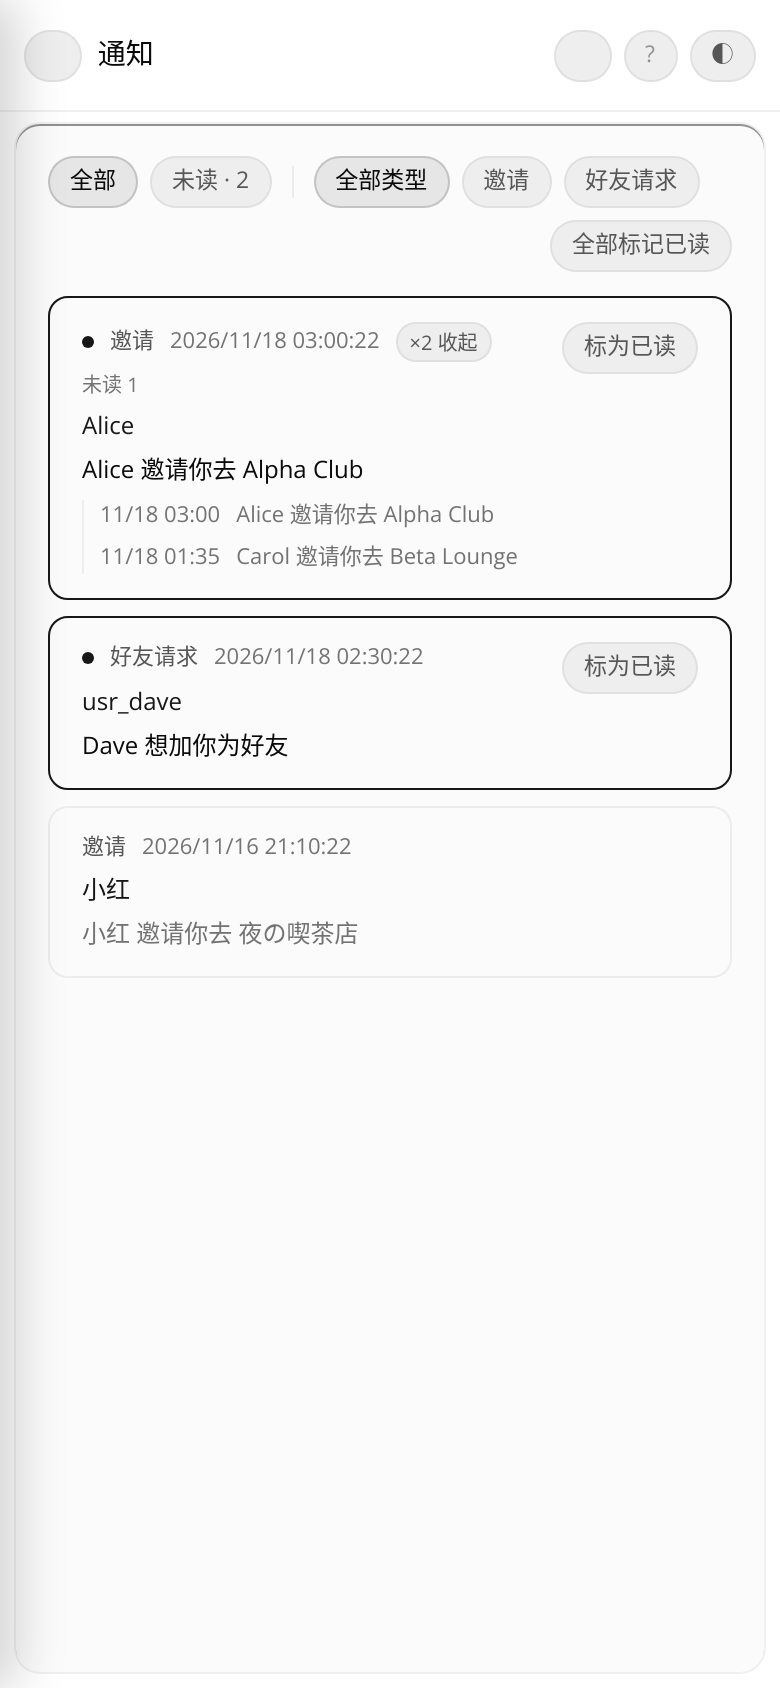 通知
?
全部 未读 · 2 全部类型 邀请 好友请求
全部标记已读
邀请 2026/11/18 03:00:22 ×2 收起 标为已读
未读 1
Alice
Alice 邀请你去 Alpha Club
11/18 03:00 Alice 邀请你去 Alpha Club
11/18 01:35 Carol 邀请你去 Beta Lounge
好友请求 2026/11/18 02:30:22 标为已读
usr_dave
Dave 想加你为好友
邀请 2026/11/16 21:10:22
小红
小红 邀请你去 夜の喫茶店